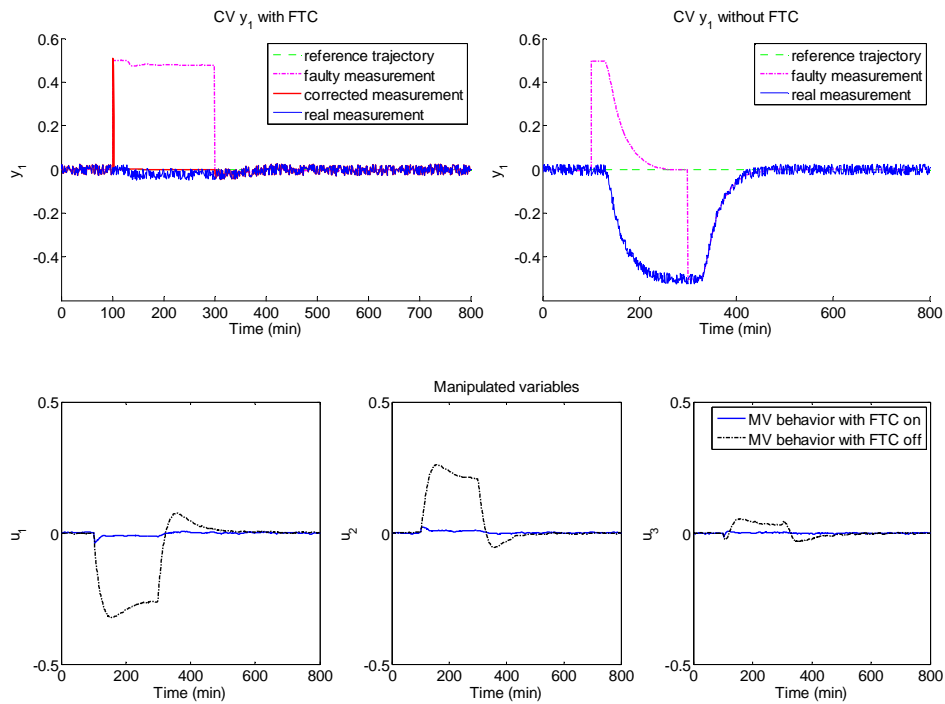 CV y1 with FTC
0.6
0.4
0.2
0
-0.2
-0.4
y1
0 100 200 300 400 500 600 700 800
Time (min)
reference trajectory
faulty measurement
corrected measurement
real measurement
CV y1 without FTC
0.6
0.4
0.2
0
-0.2
-0.4
y1
0 200 400 600 800
Time (min)
reference trajectory
faulty measurement
real measurement
Manipulated variables
0.5
0
-0.5
u1
0 200 400 600 800
Time (min)
0.5
0
-0.5
u2
0 200 400 600 800
Time (min)
0.5
0
-0.5
u3
0 200 400 600 800
Time (min)
MV behavior with FTC on
MV behavior with FTC off